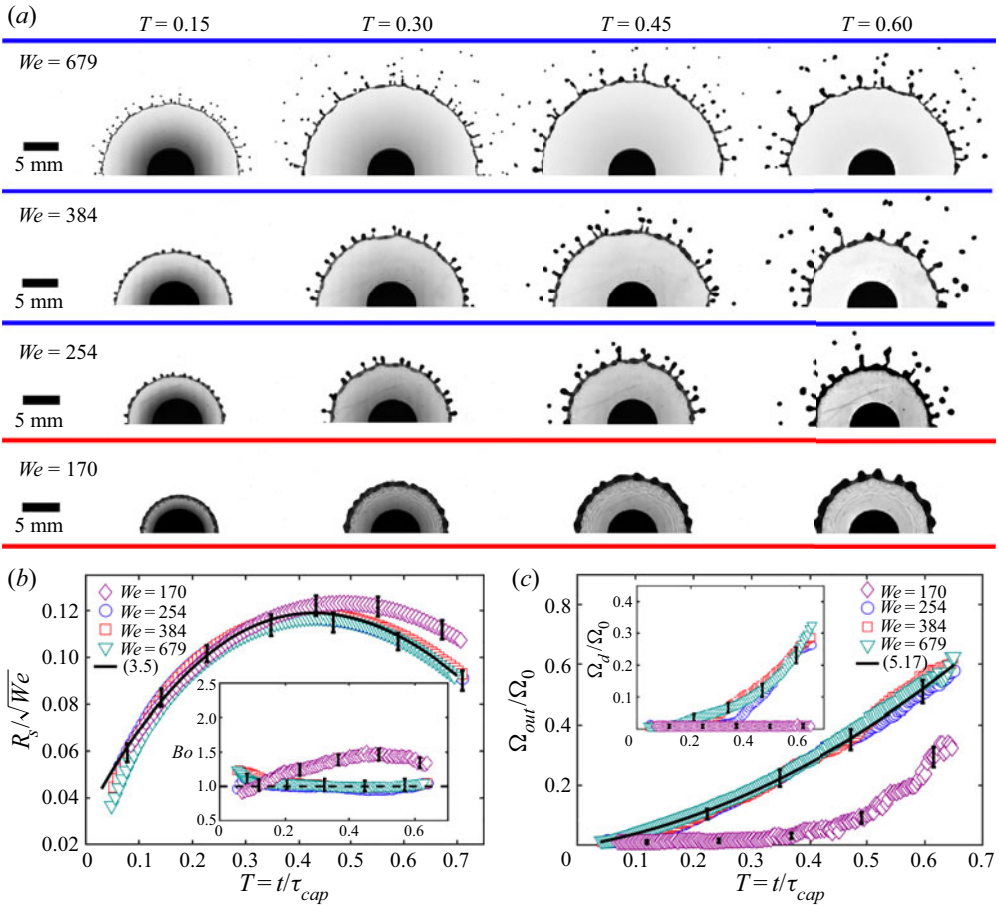 (a)
T = 0.15 T = 0.30 T = 0.45 T = 0.60
We = 679
5 mm
We = 384
5 mm
We = 254
5 mm
We = 170
5 mm
(b)
R_s/√We
0.12
0.10
0.08
0.06
0.04
0.02
We = 170
We = 254
We = 384
We = 679
(3.5)
Bo
2.5
2.0
1.5
1.0
0.5
0 0.2 0.4 0.6
0 0.1 0.2 0.3 0.4 0.5 0.6 0.7
T = t/τ_cap
(c)
Ω_out/Ω_0
0.8
0.6
0.4
0.2
Ω_d/Ω_0
0.4
0.3
0.2
0.1
0 0.2 0.4 0.6
We = 170
We = 254
We = 384
We = 679
(5.17)
0 0.1 0.2 0.3 0.4 0.5 0.6 0.7
T = t/τ_cap